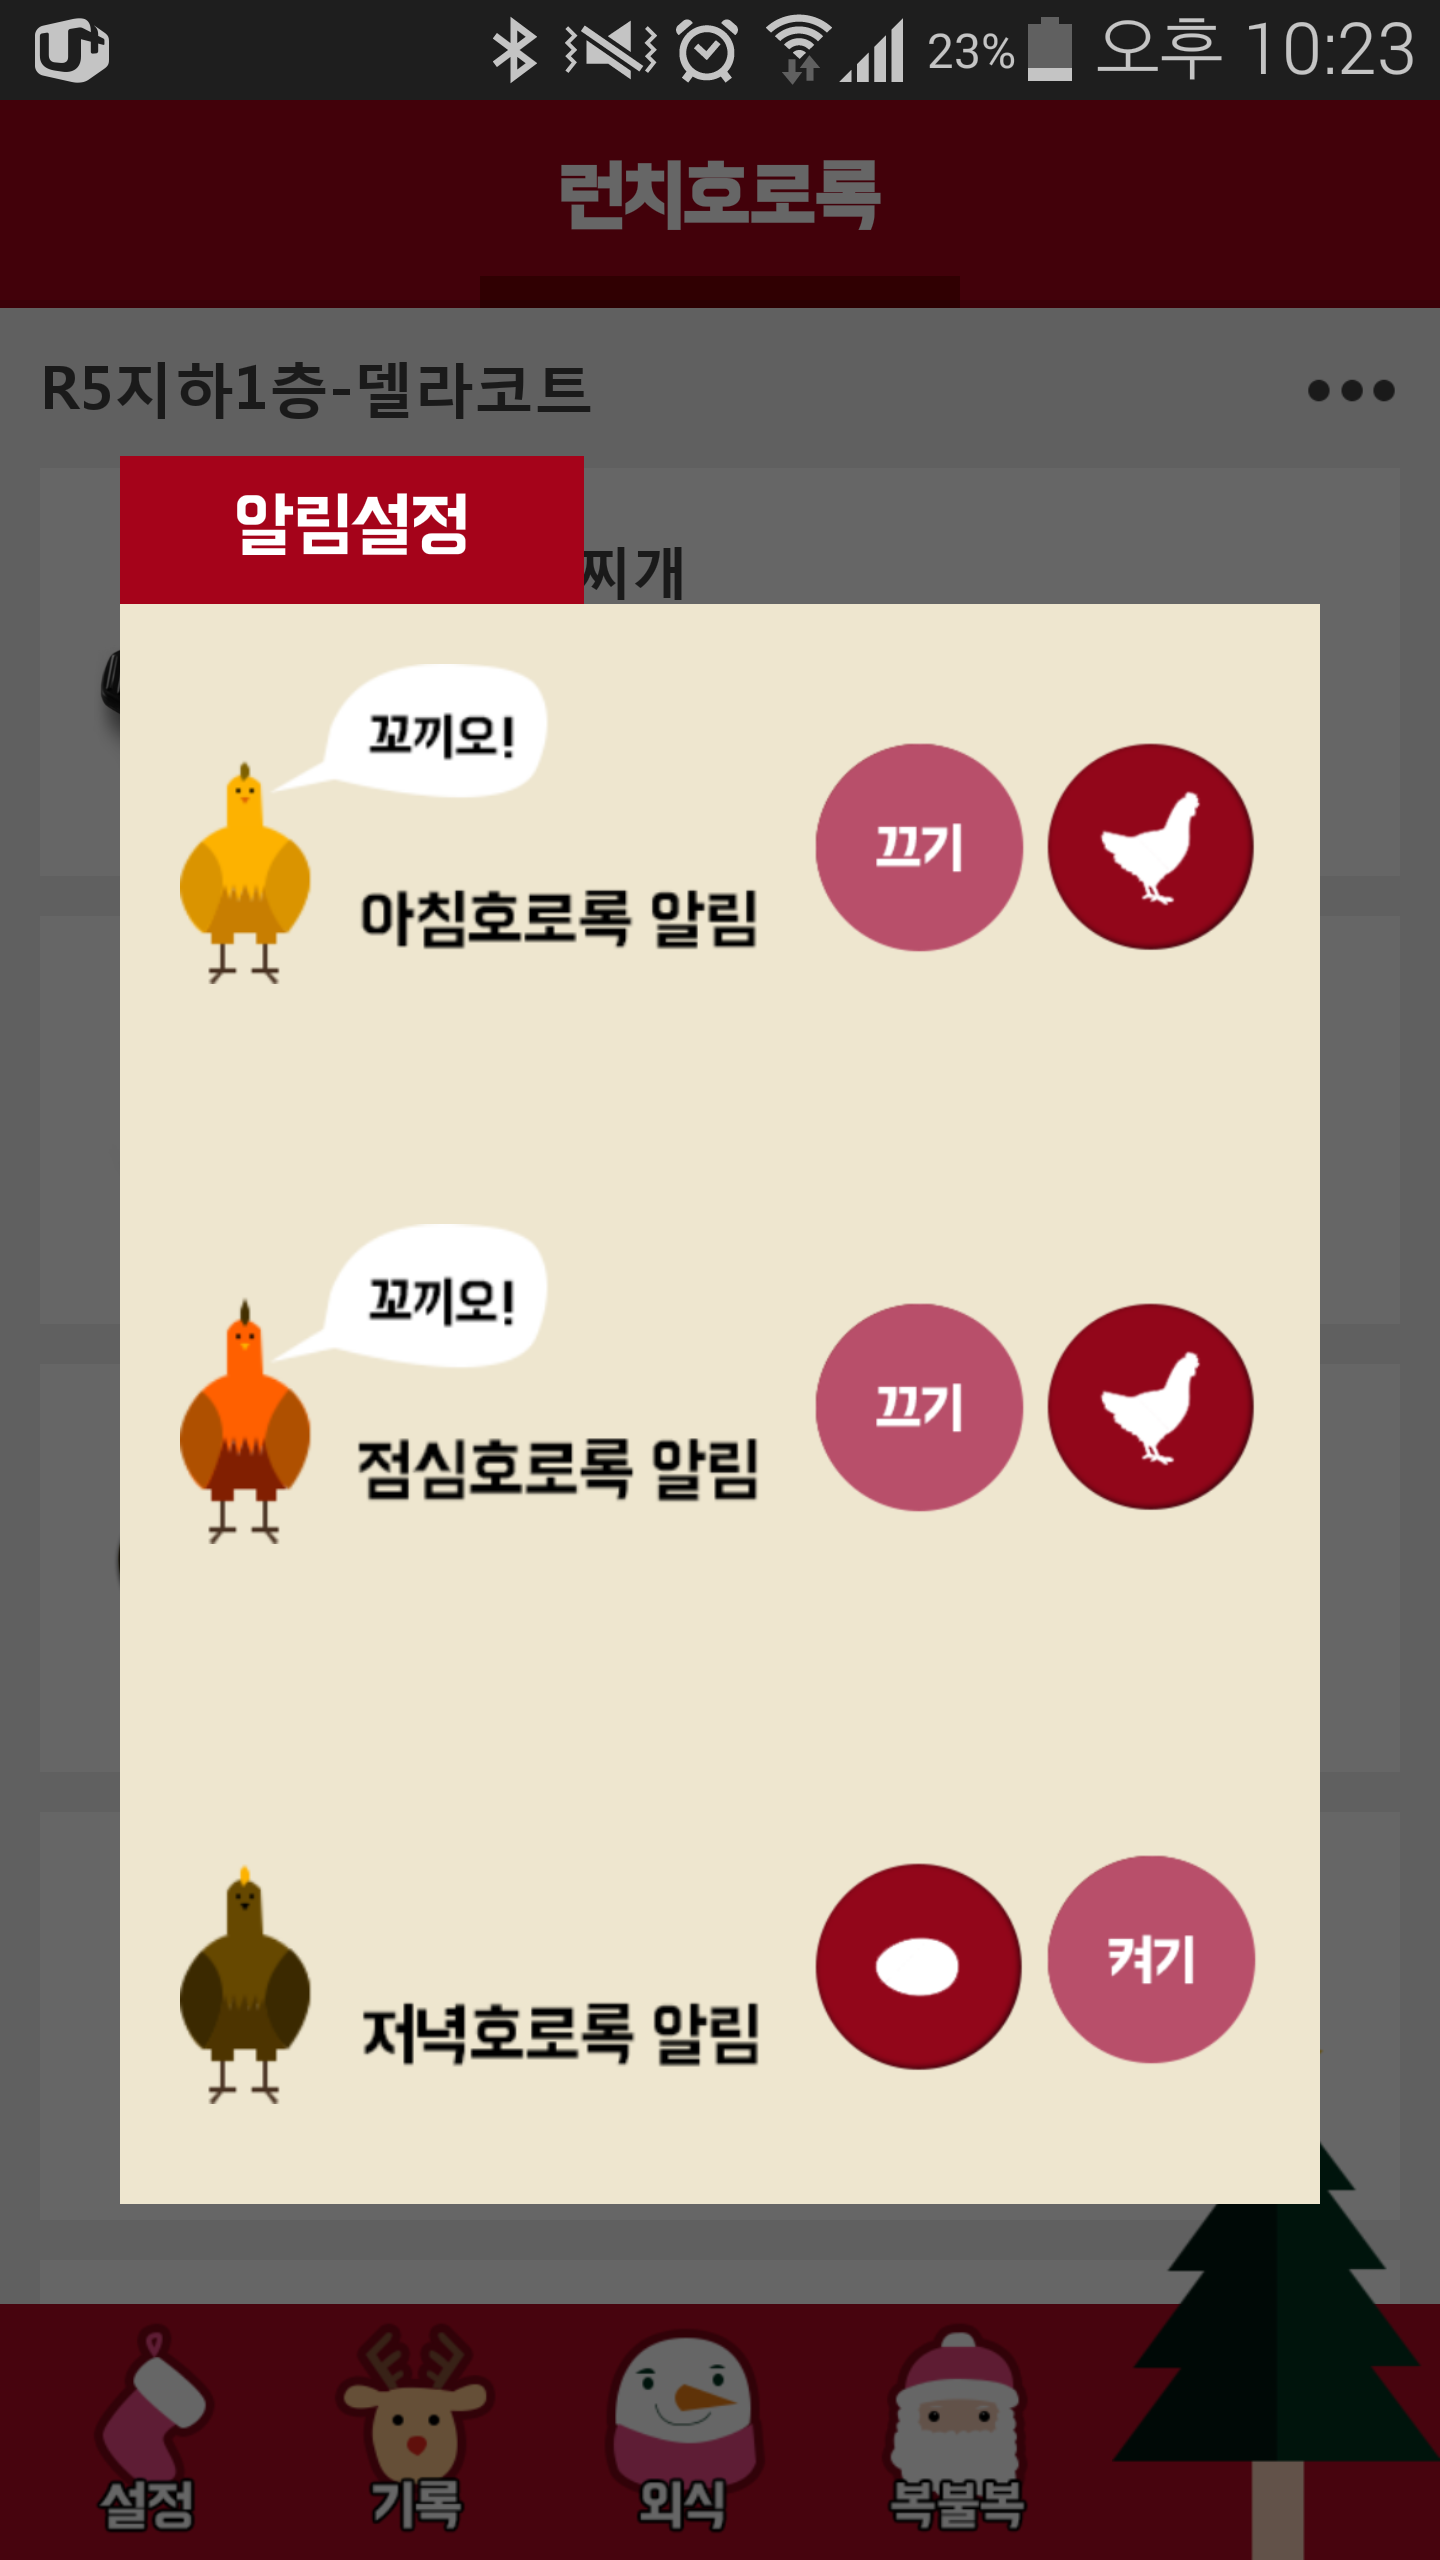 U+
23% 오후 10:23
런치호로록
R5지하1층-델라코트
알림설정
찌개
꼬끼오!
아침호로록 알림
끄기
꼬끼오!
점심호로록 알림
끄기
저녁호로록 알림
켜기
설정 기록 외식 복불복